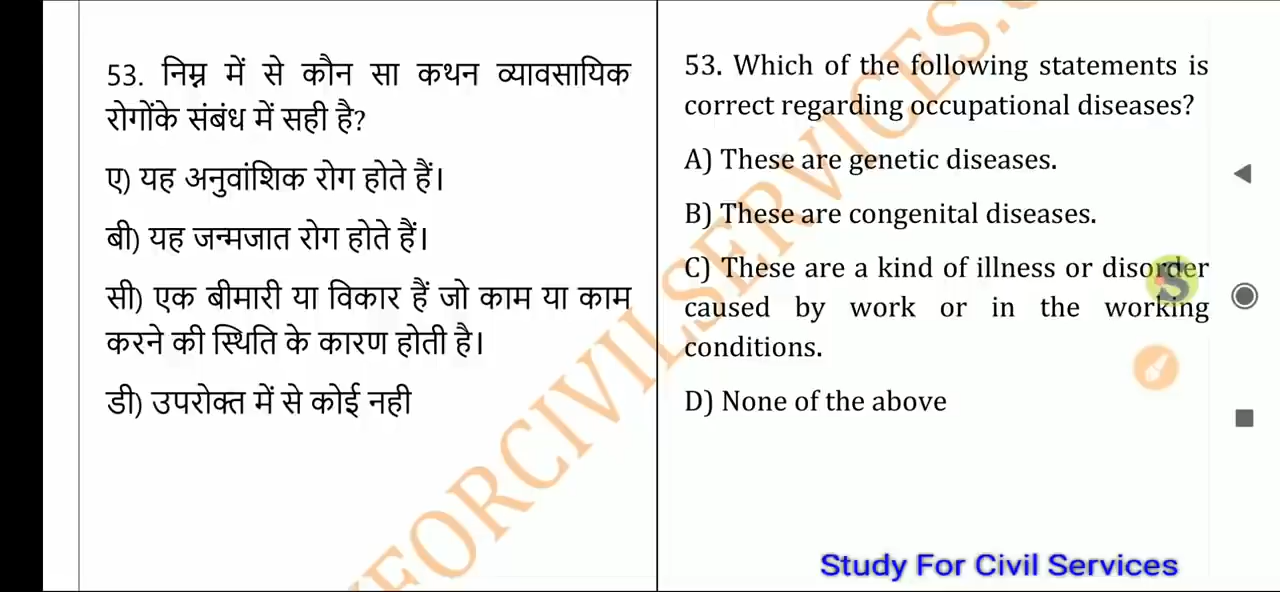 53. निम्न में से कौन सा कथन व्यावसायिक
रोगोंके संबंध में सही है?
ए) यह अनुवांशिक रोग होते हैं।
बी) यह जन्मजात रोग होते हैं।
सी) एक बीमारी या विकार हैं जो काम या काम
करने की स्थिति के कारण होती है।
डी) उपरोक्त में से कोई नही
53. Which of the following statements is
correct regarding occupational diseases?
A) These are genetic diseases.
B) These are congenital diseases.
C) These are a kind of illness or disorder
caused by work or in the working
conditions.
D) None of the above
FORCIVILSERVICES.CO
S
Study For Civil Services